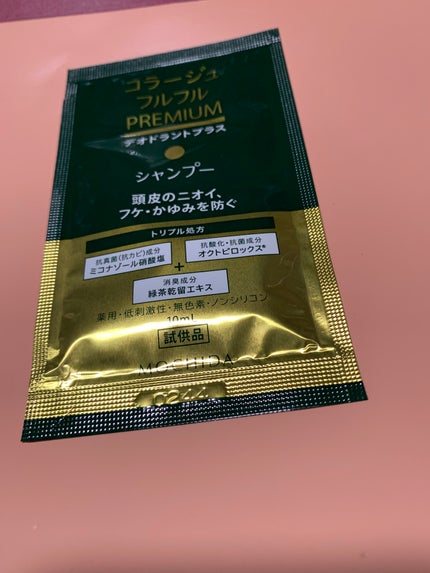 コラージュ
フルフル
PREMIUM
デオドラントプラス
シャンプー
頭皮のニオイ、
フケ・かゆみを防ぐ
トリプル処方
抗真菌(抗カビ)成分
ミコナゾール硝酸塩
+
抗酸化・抗菌成分
オクトピロックス®
消臭成分
緑茶乾留エキス
薬用・低刺激性・無色素・ノンシリコン
10mL
試供品
MOCHIDA